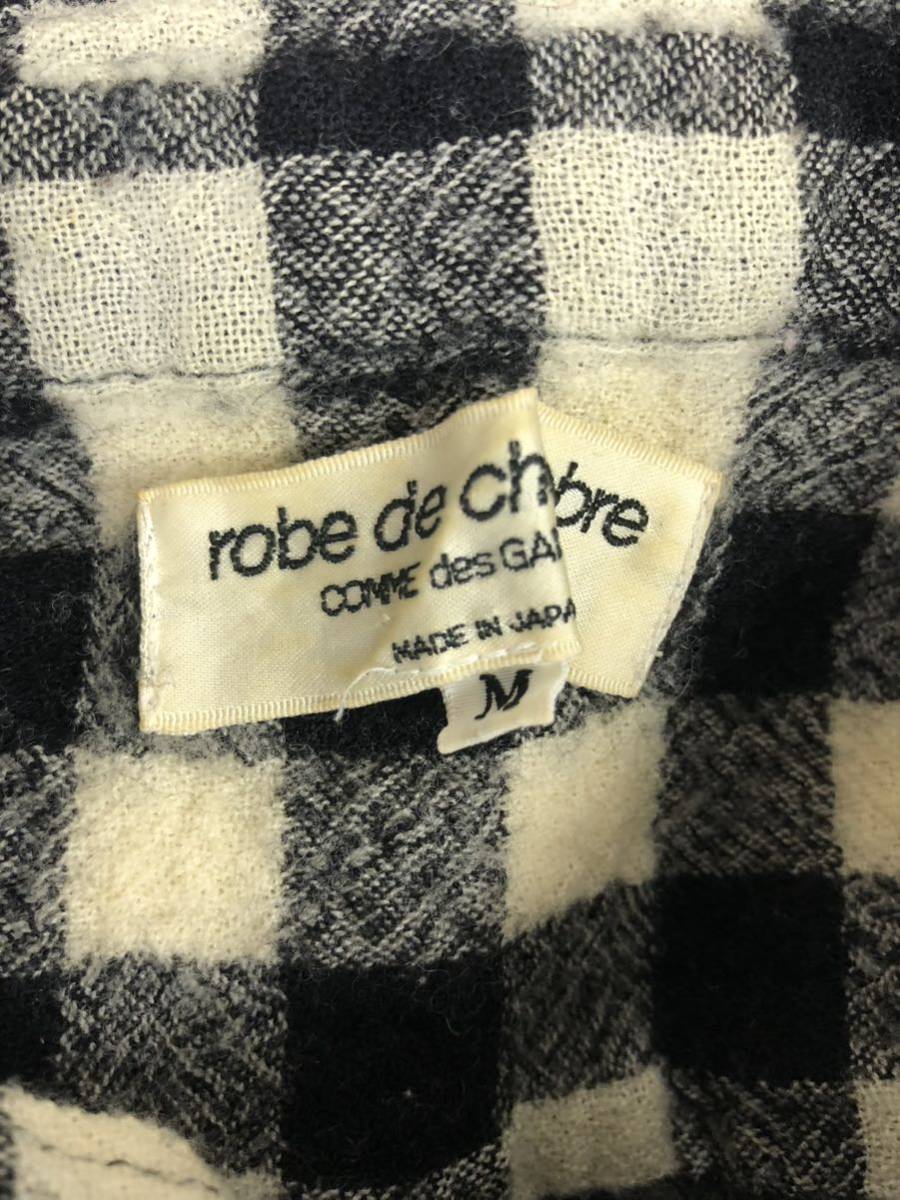 robe de ch bre
COMME des GA
MADE IN JAPA
M